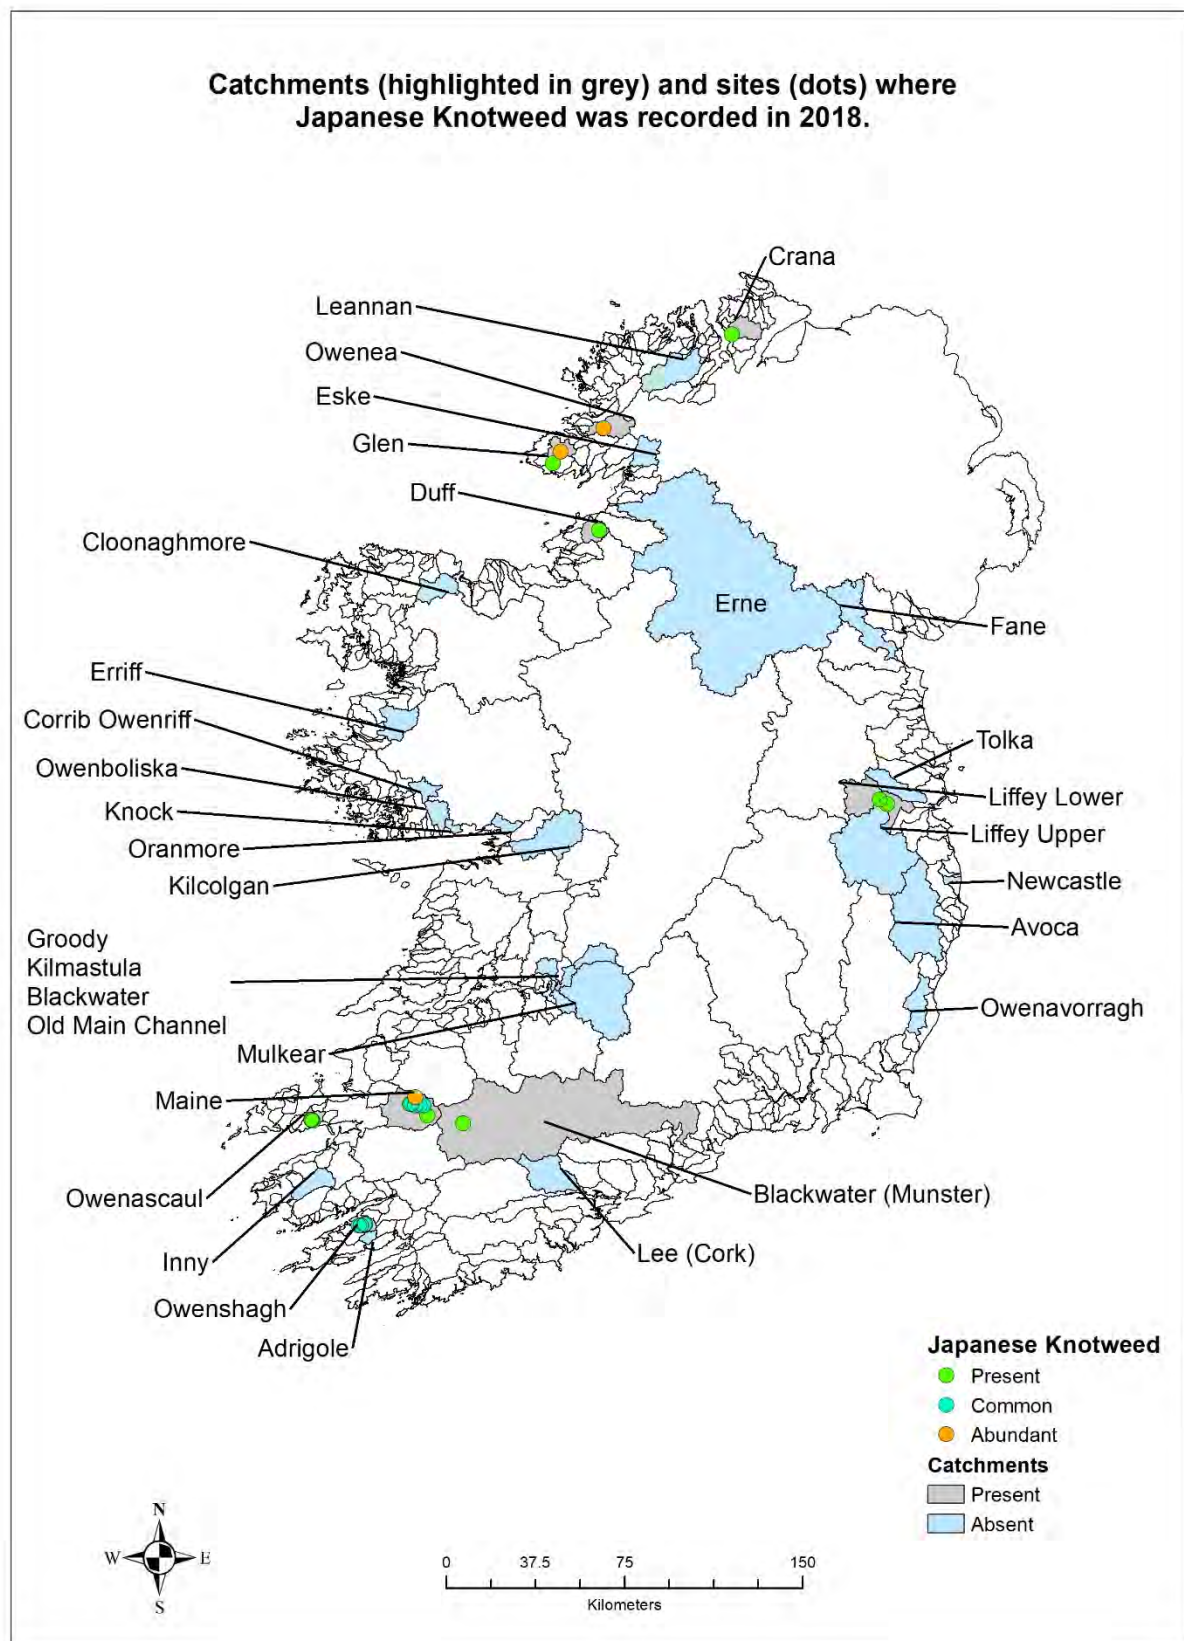 Catchments (highlighted in grey) and sites (dots) where
Japanese Knotweed was recorded in 2018.
Crana
Leannan
Owenea
Eske
Glen
Duff
Cloonaghmore
Erne
Fane
Erriff
Corrib Owenriff
Tolka
Owenboliska
Liffey Lower
Knock
Liffey Upper
Oranmore
Kilcolgan
Newcastle
Avoca
Groody
Kilmastula
Blackwater
Old Main Channel
Owenavorragh
Mulkear
Maine
Owenascaul
Blackwater (Munster)
Inny
Lee (Cork)
Owenshagh
Adrigole
Japanese Knotweed
Present
Common
Abundant
Catchments
Present
Absent
N
W E
S
0 37.5 75 150
Kilometers